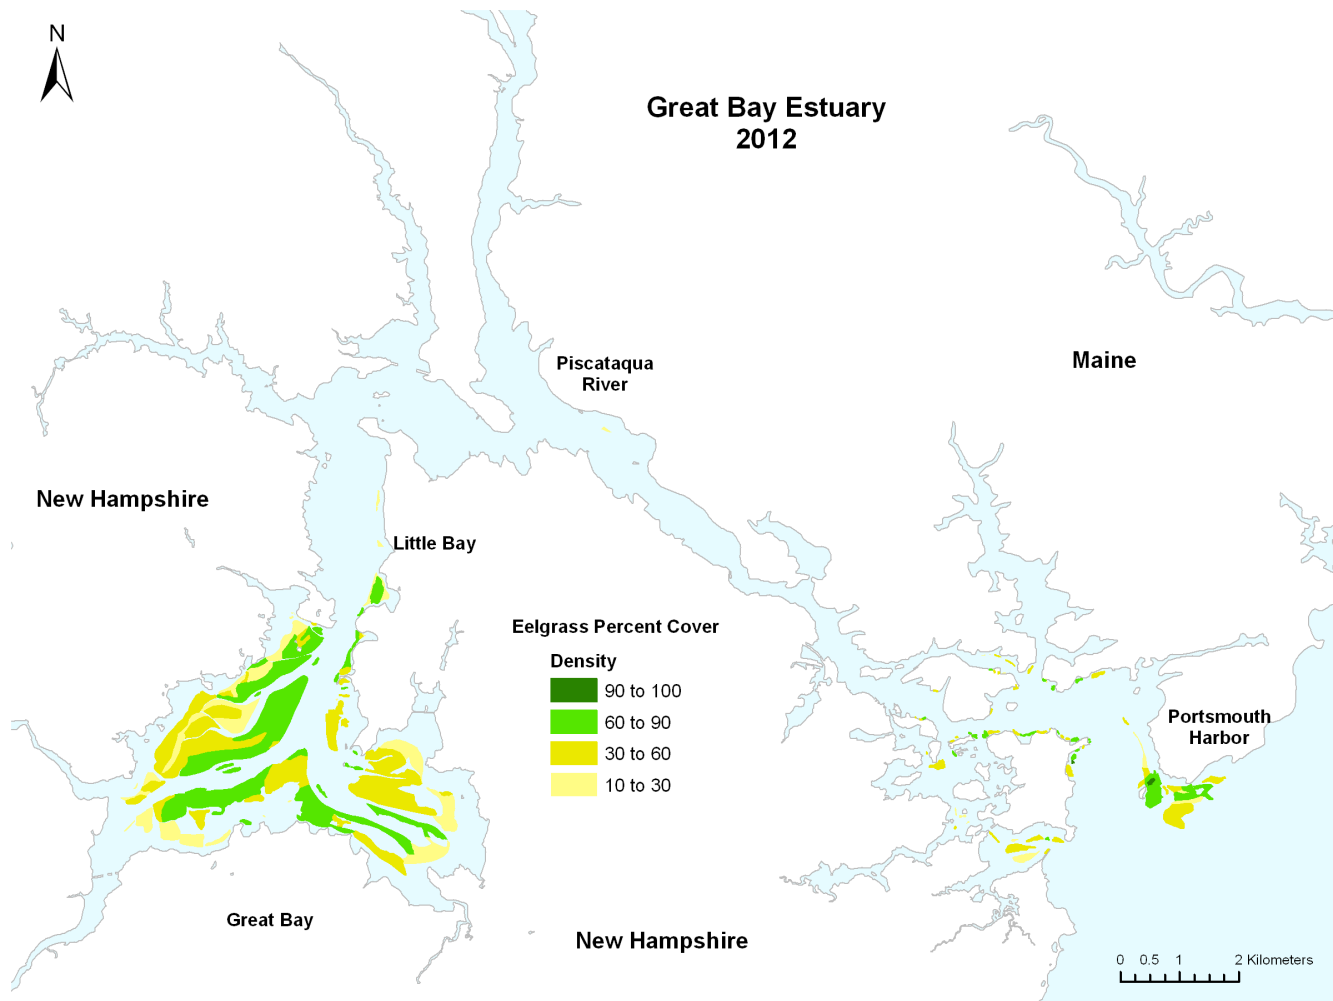 N
Great Bay Estuary
2012
Piscataqua
River
Maine
New Hampshire
Little Bay
Eelgrass Percent Cover
Density
90 to 100
60 to 90
30 to 60
10 to 30
Portsmouth
Harbor
Great Bay
New Hampshire
0 0.5 1 2 Kilometers